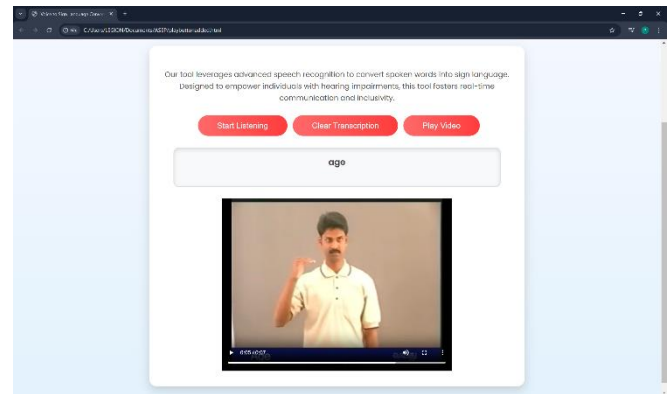 Our tool leverages advanced speech recognition to convert spoken words into sign language.
Designed to empower individuals with hearing impairments, this tool fosters real-time
communication and inclusivity.
Start Listening Clear Transcription Play Video
age